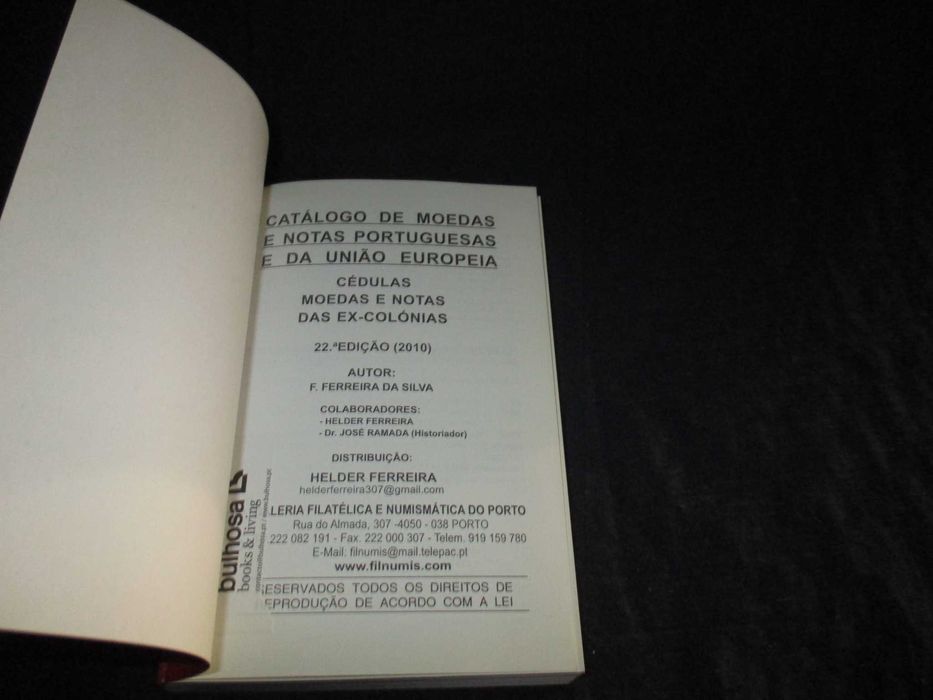 CATÁLOGO DE MOEDAS
E NOTAS PORTUGUESAS
E DA UNIÃO EUROPEIA
CÉDULAS
MOEDAS E NOTAS
DAS EX-COLÓNIAS
22.ª EDIÇÃO (2010)
AUTOR:
F. FERREIRA DA SILVA
COLABORADORES:
- HELDER FERREIRA
- Dr. JOSÉ RAMADA (Historiador)
DISTRIBUIÇÃO:
HELDER FERREIRA
helderferreira307@gmail.com
LERIA FILATÉLICA E NUMISMÁTICA DO PORTO
Rua do Almada, 307 -4050 - 038 PORTO
.222 082 191 - Fax. 222 000 307 - Telem. 919 159 780
E-Mail: filnumis@mail.telepac.pt
www.filnumis.com
ESERVADOS TODOS OS DIREITOS DE
EPRODUÇÃO DE ACORDO COM A LEI
bulhosa
books & living